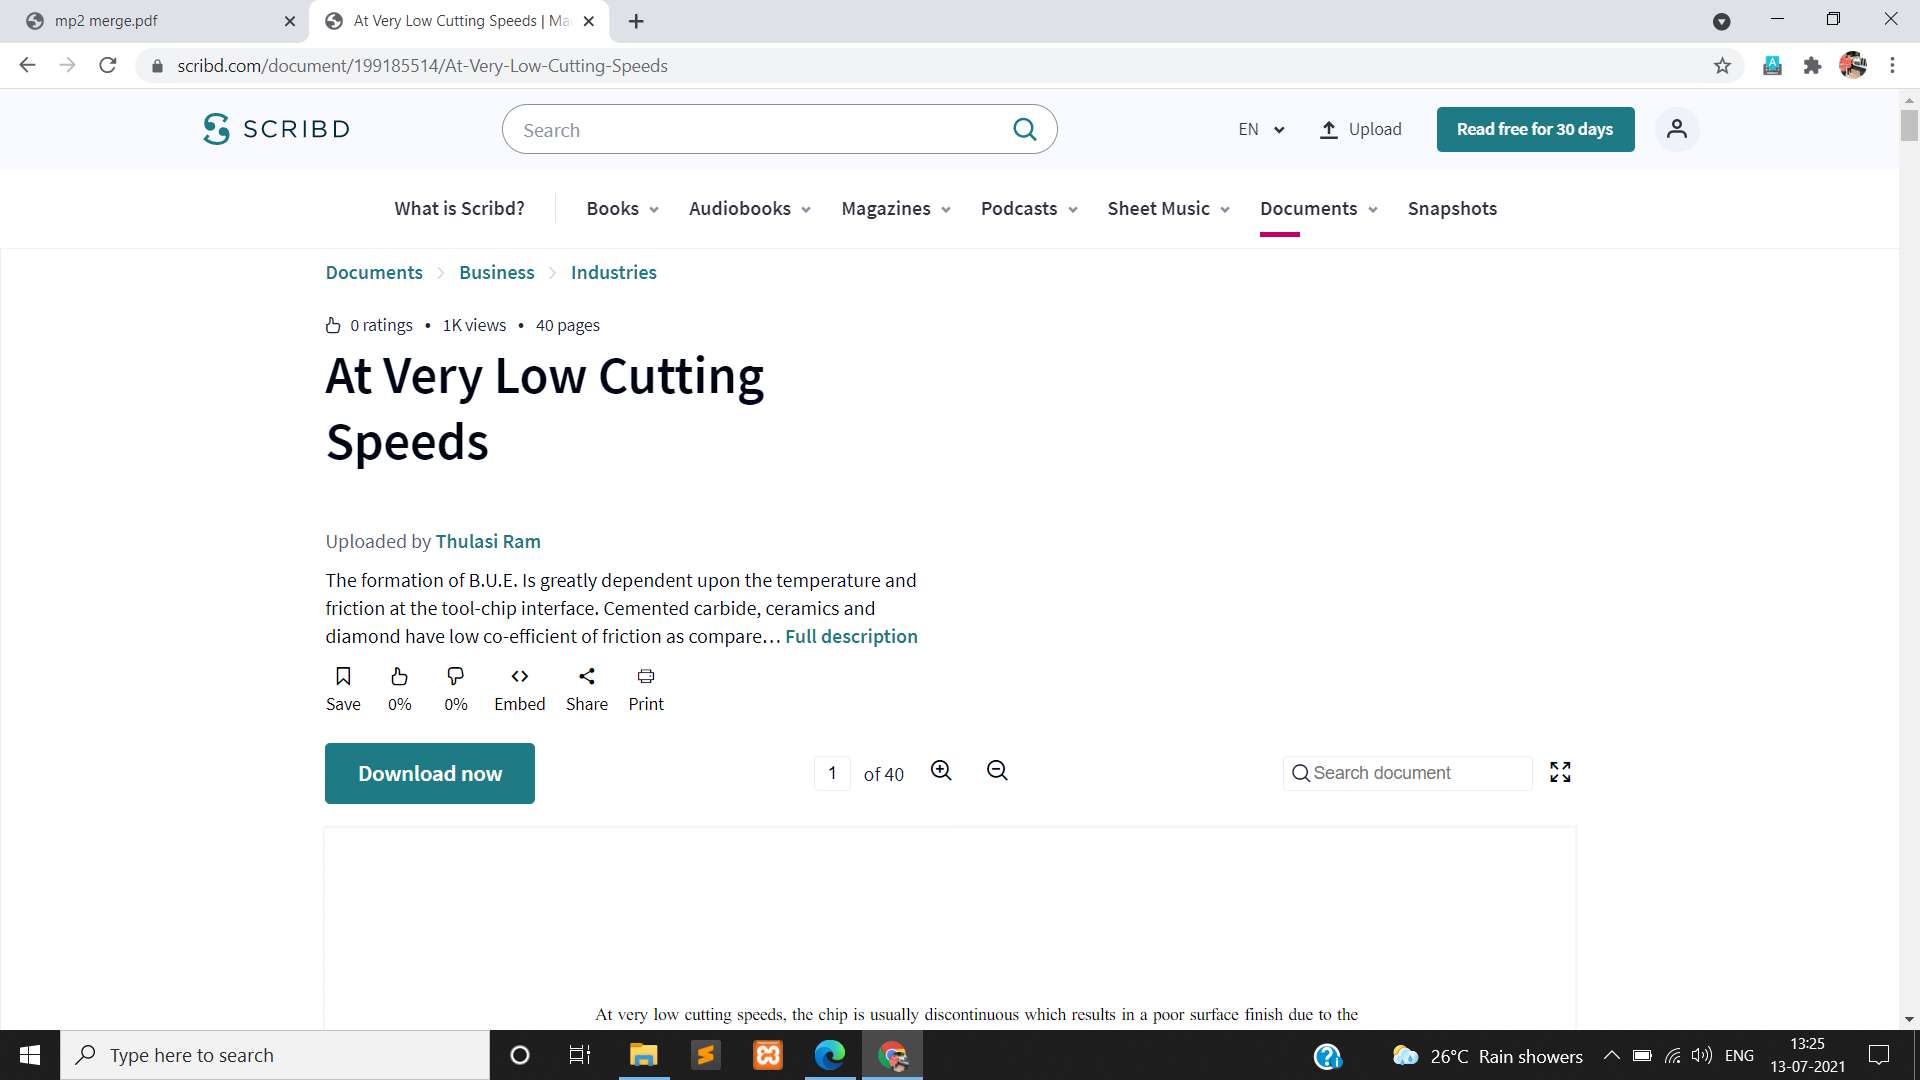 mp2 merge.pdf
At Very Low Cutting Speeds | Ma
scribd.com/document/199185514/At-Very-Low-Cutting-Speeds
SCRIBD
Search
EN
Upload
Read free for 30 days
What is Scribd?
Books
Audiobooks
Magazines
Podcasts
Sheet Music
Documents
Snapshots
Documents > Business > Industries
0 ratings • 1K views • 40 pages
At Very Low Cutting
Speeds
Uploaded by Thulasi Ram
The formation of B.U.E. Is greatly dependent upon the temperature and
friction at the tool-chip interface. Cemented carbide, ceramics and
diamond have low co-efficient of friction as compare… Full description
Save
0%
0%
Embed
Share
Print
Download now
1 of 40
Search document
At very low cutting speeds, the chip is usually discontinuous which results in a poor surface finish due to the
Type here to search
26°C Rain showers
ENG
13:25
13-07-2021